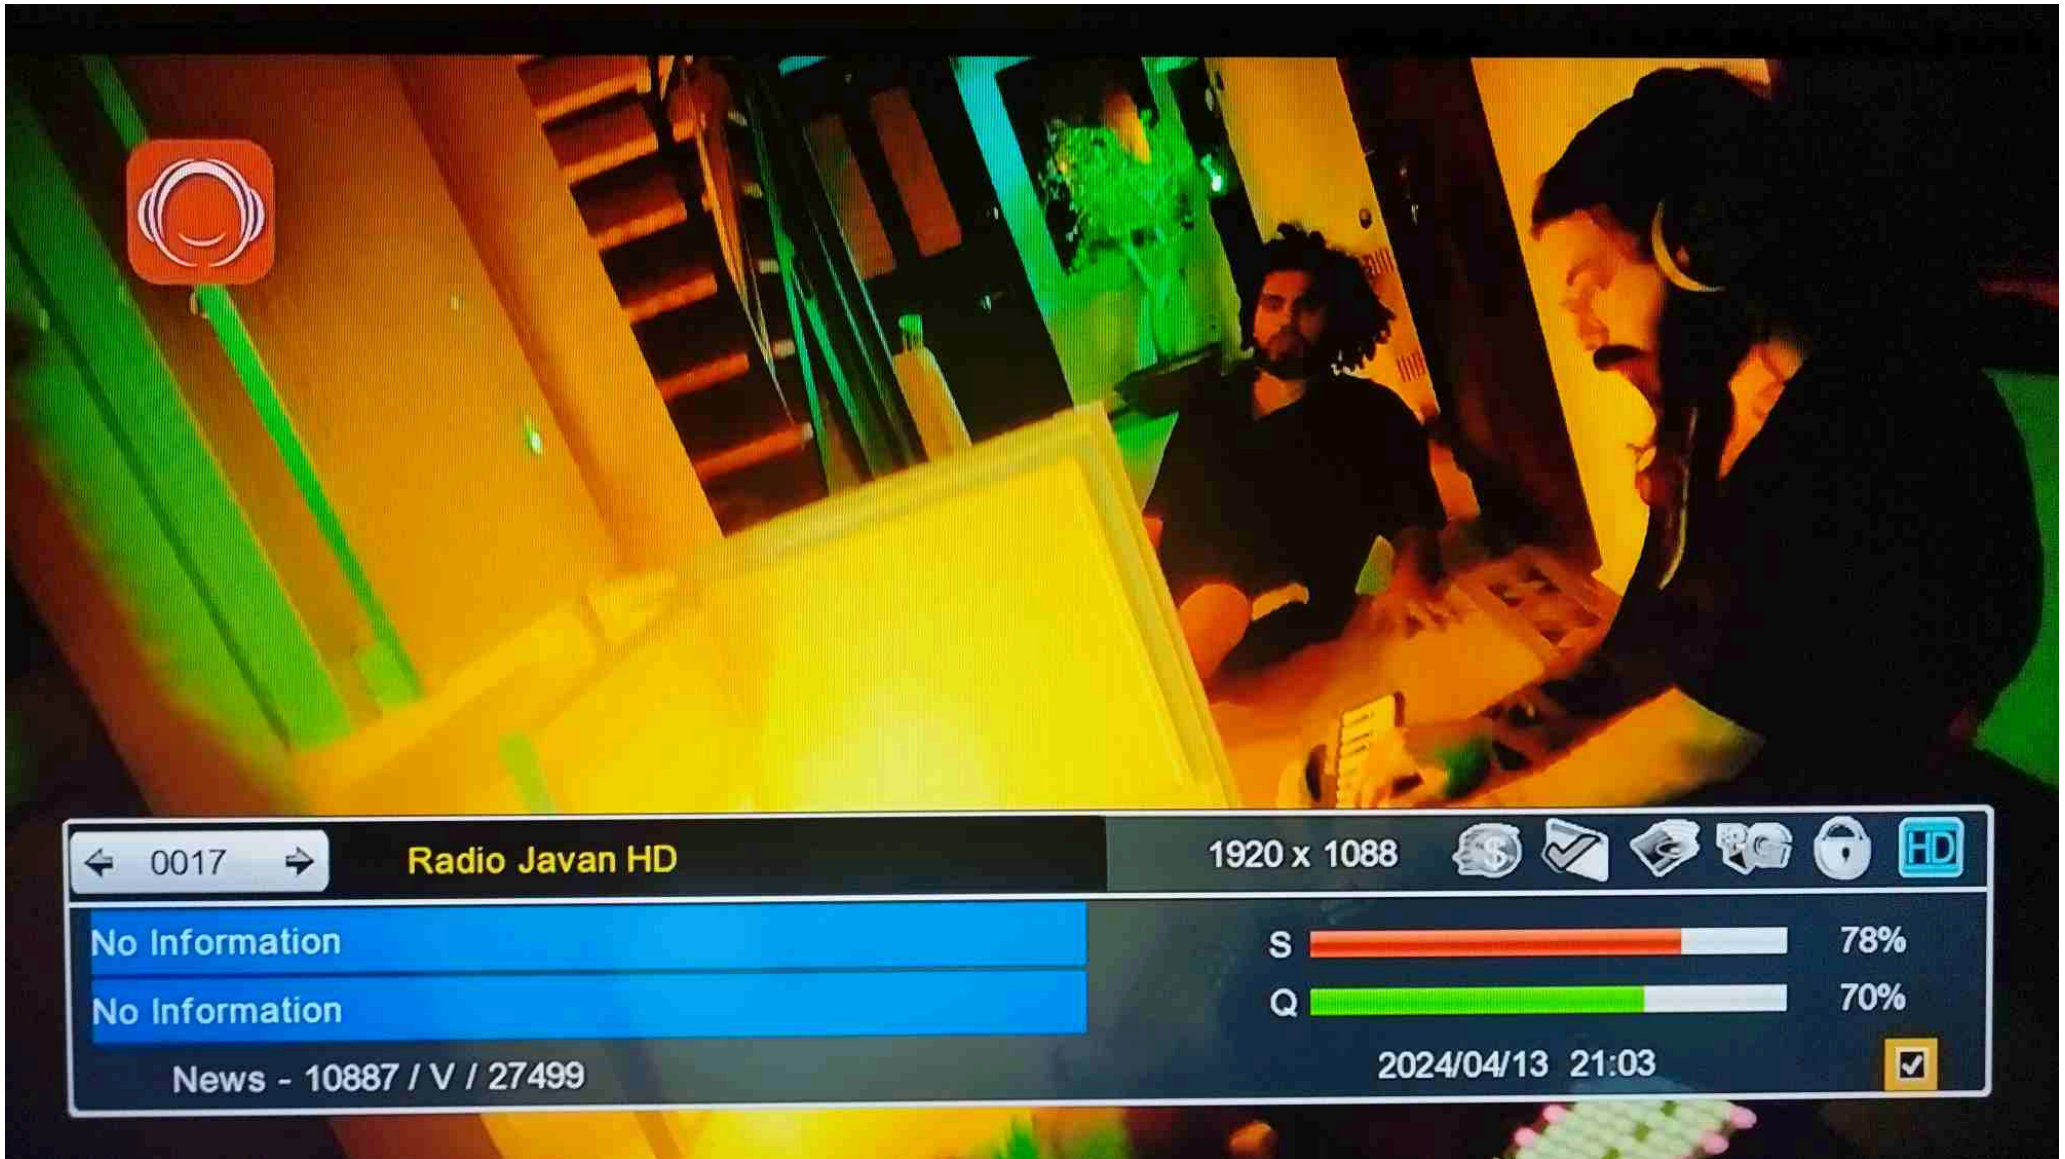 0017 Radio Javan HD 1920 x 1088 HD
No Information S 78%
No Information Q 70%
News - 10887 / V / 27499 2024/04/13 21:03